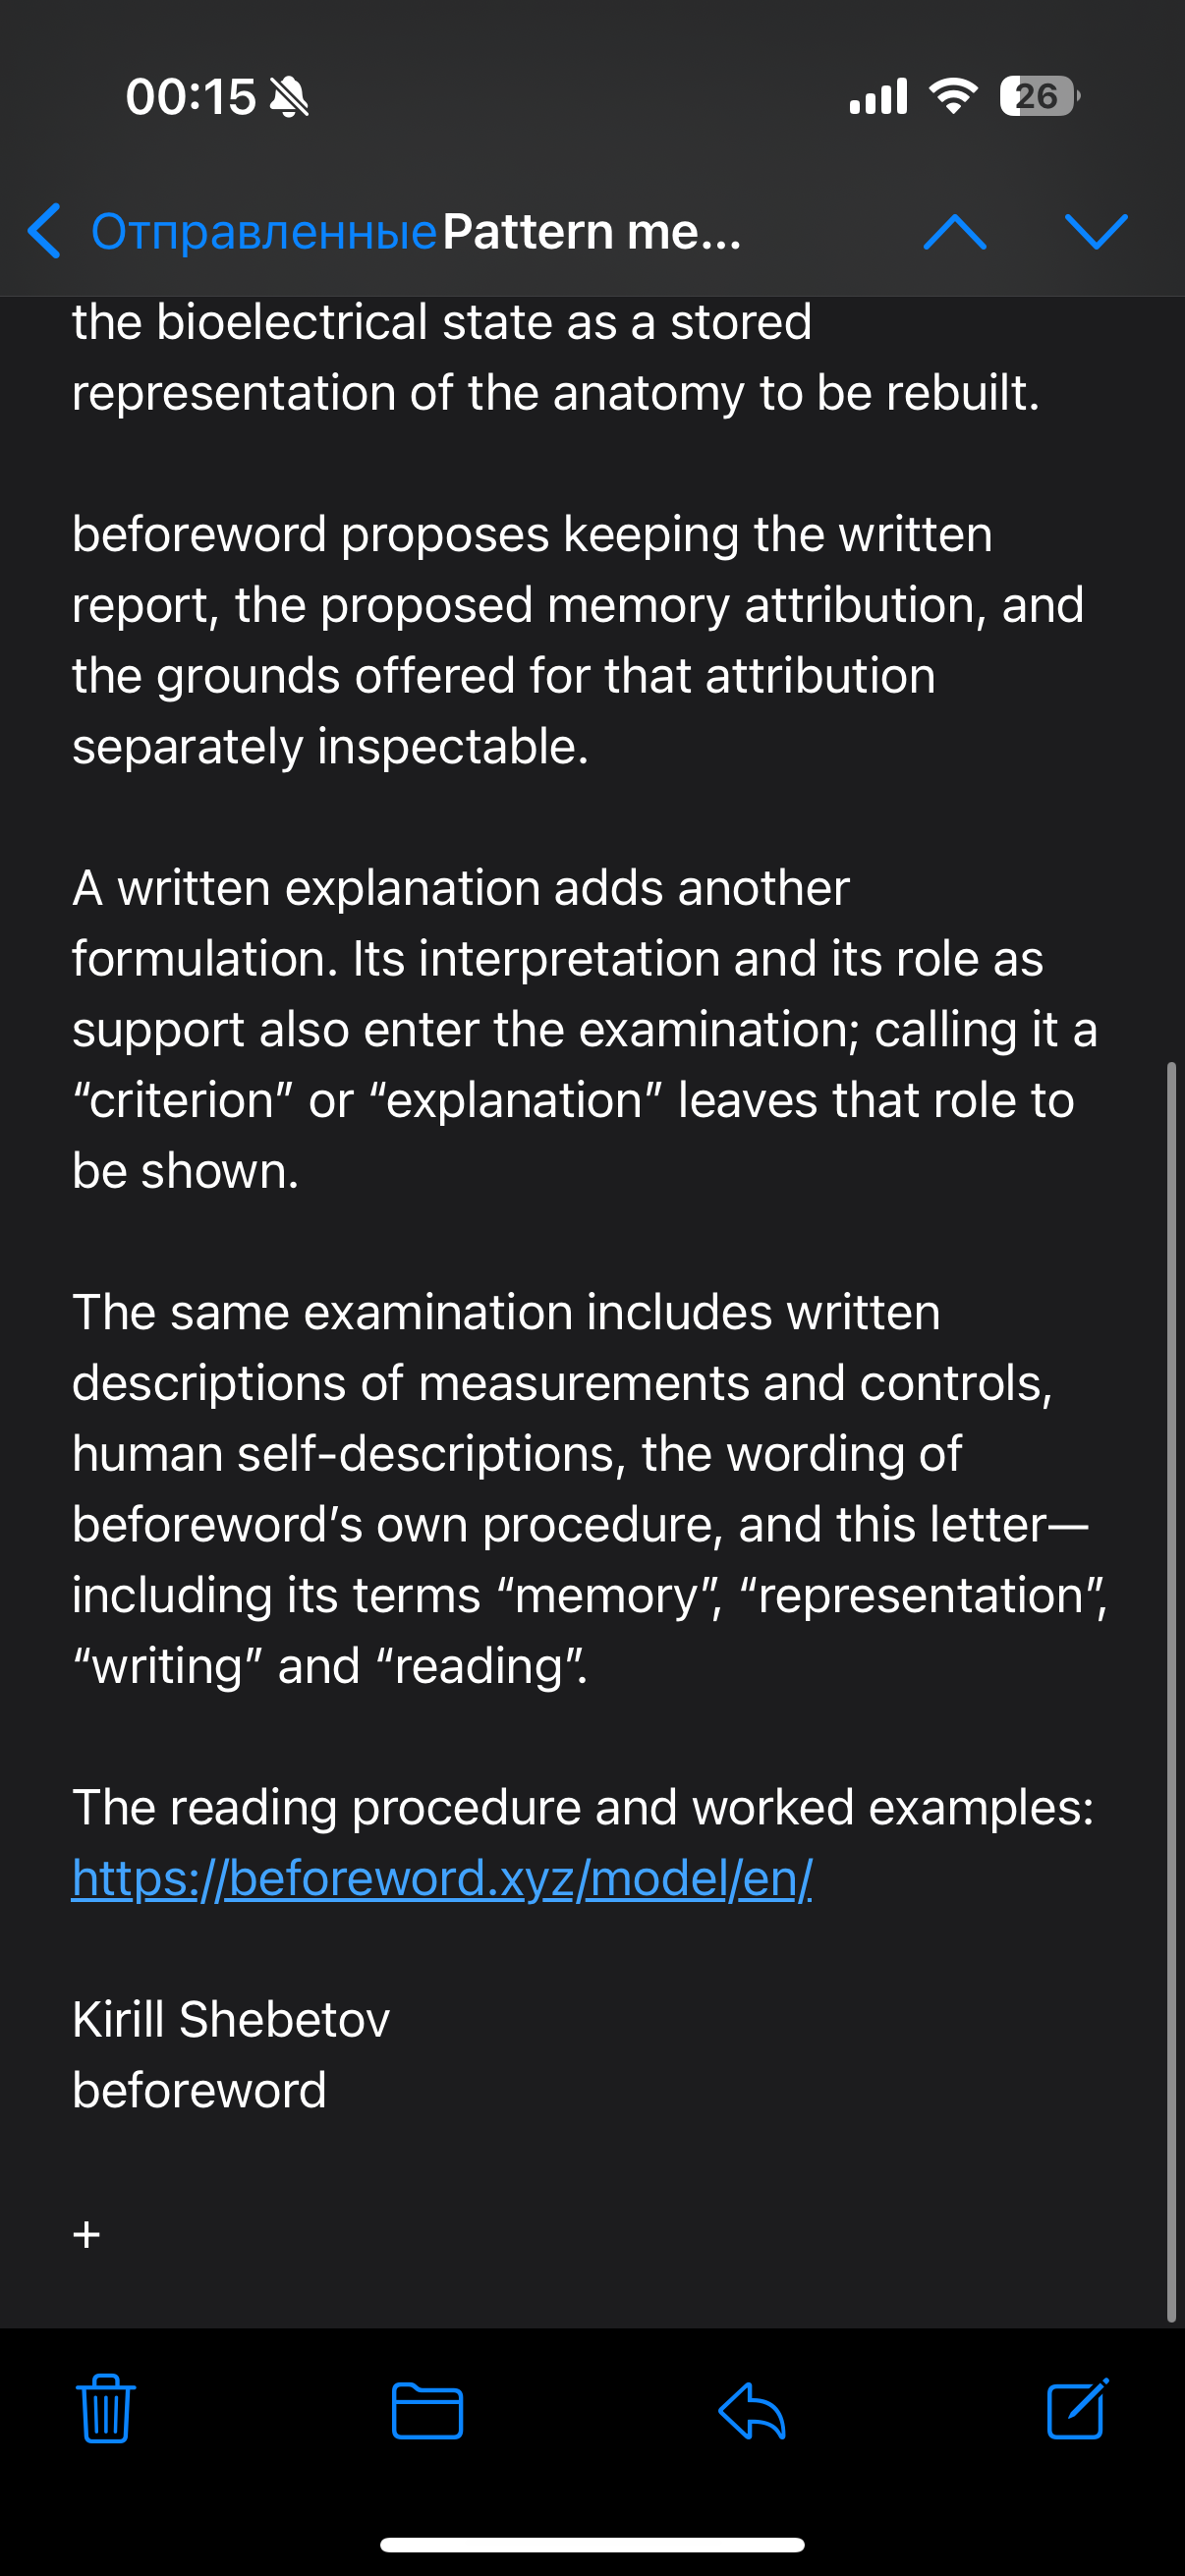 00:15
26
Отправленные Pattern me...
the bioelectrical state as a stored
representation of the anatomy to be rebuilt.
beforeword proposes keeping the written
report, the proposed memory attribution, and
the grounds offered for that attribution
separately inspectable.
A written explanation adds another
formulation. Its interpretation and its role as
support also enter the examination; calling it a
“criterion” or “explanation” leaves that role to
be shown.
The same examination includes written
descriptions of measurements and controls,
human self-descriptions, the wording of
beforeword’s own procedure, and this letter—
including its terms “memory”, “representation”,
“writing” and “reading”.
The reading procedure and worked examples:
https://beforeword.xyz/model/en/
Kirill Shebetov
beforeword
+